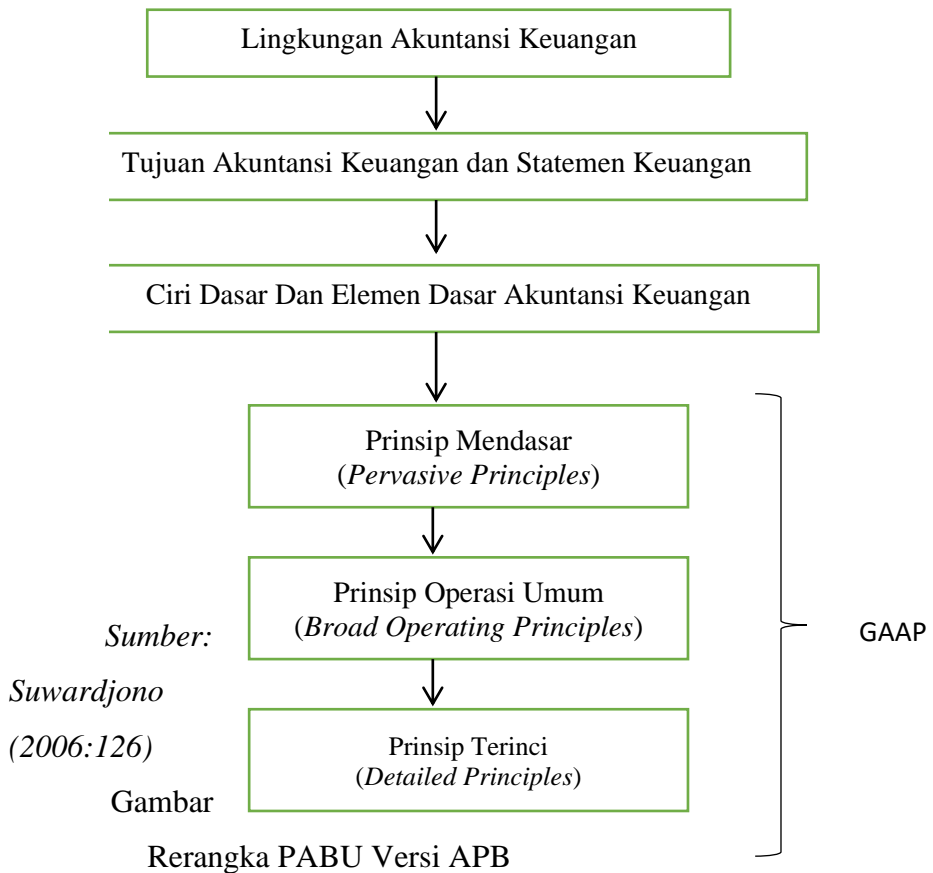 Lingkungan Akuntansi Keuangan
Tujuan Akuntansi Keuangan dan Statemen Keuangan
Ciri Dasar Dan Elemen Dasar Akuntansi Keuangan
Prinsip Mendasar
(Pervasive Principles)
Prinsip Operasi Umum
(Broad Operating Principles)
Prinsip Terinci
(Detailed Principles)
GAAP
Sumber:
Suwardjono
(2006:126)
Gambar
Rerangka PABU Versi APB